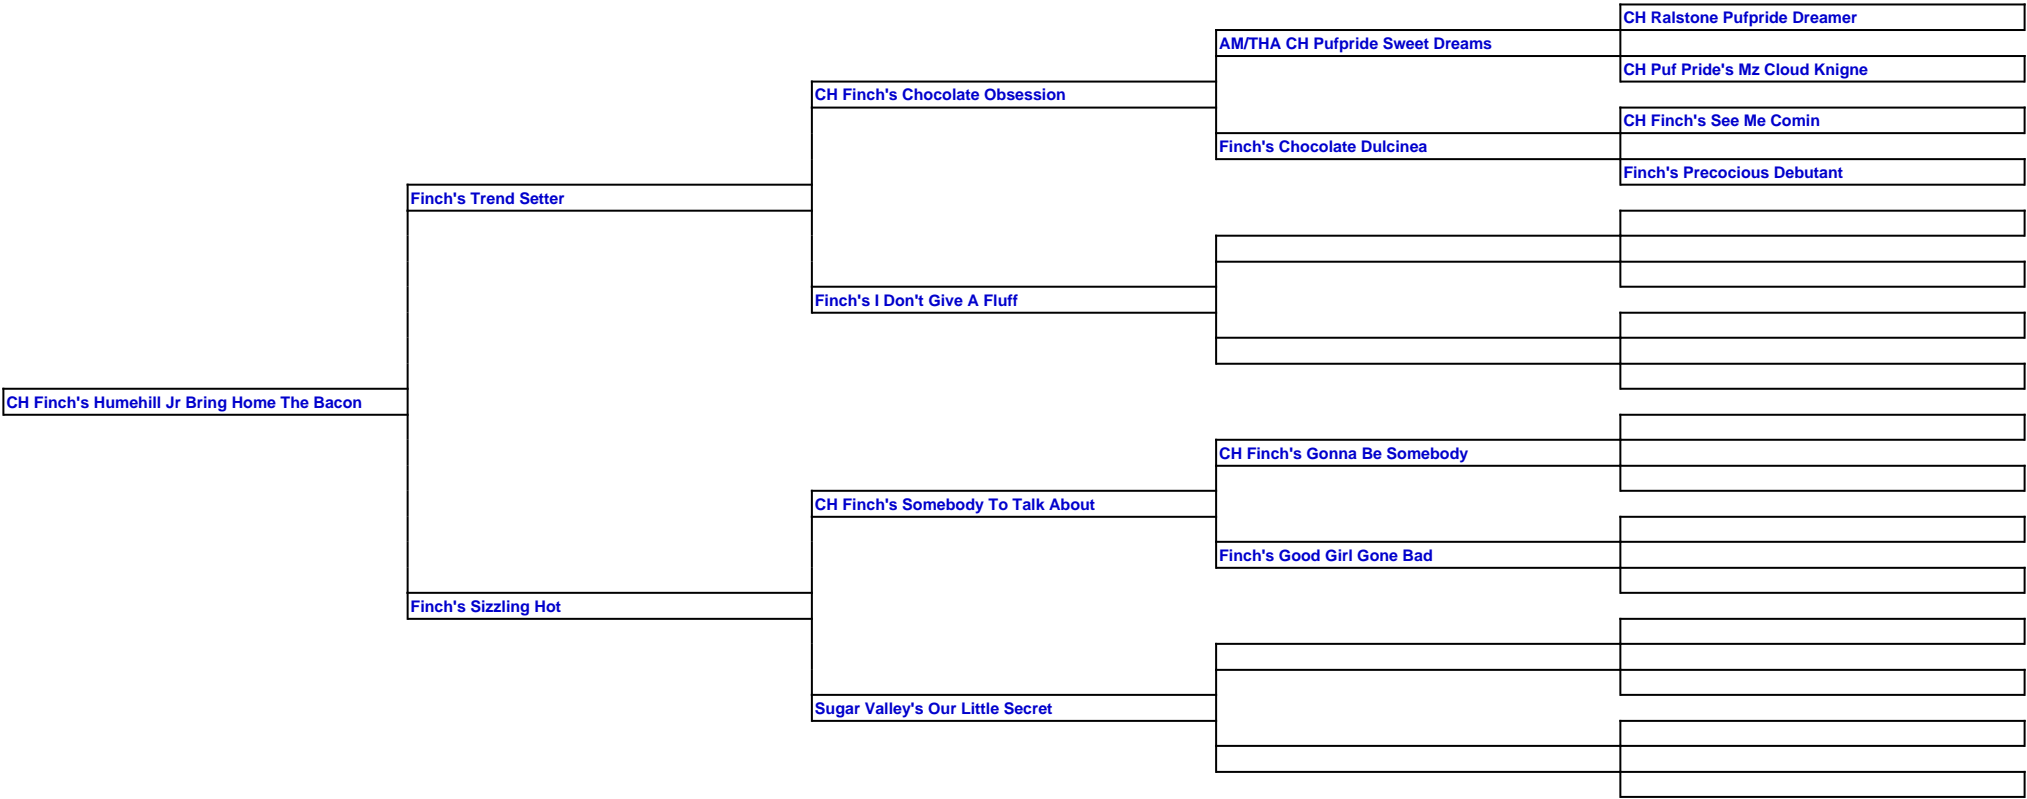 CH Ralstone Pufpride Dreamer
AM/THA CH Pufpride Sweet Dreams
CH Puf Pride's Mz Cloud Knigne
CH Finch's Chocolate Obsession
CH Finch's See Me Comin
Finch's Chocolate Dulcinea
Finch's Precocious Debutant
Finch's Trend Setter
Finch's I Don't Give A Fluff
CH Finch's Humehill Jr Bring Home The Bacon
CH Finch's Gonna Be Somebody
CH Finch's Somebody To Talk About
Finch's Good Girl Gone Bad
Finch's Sizzling Hot
Sugar Valley's Our Little Secret